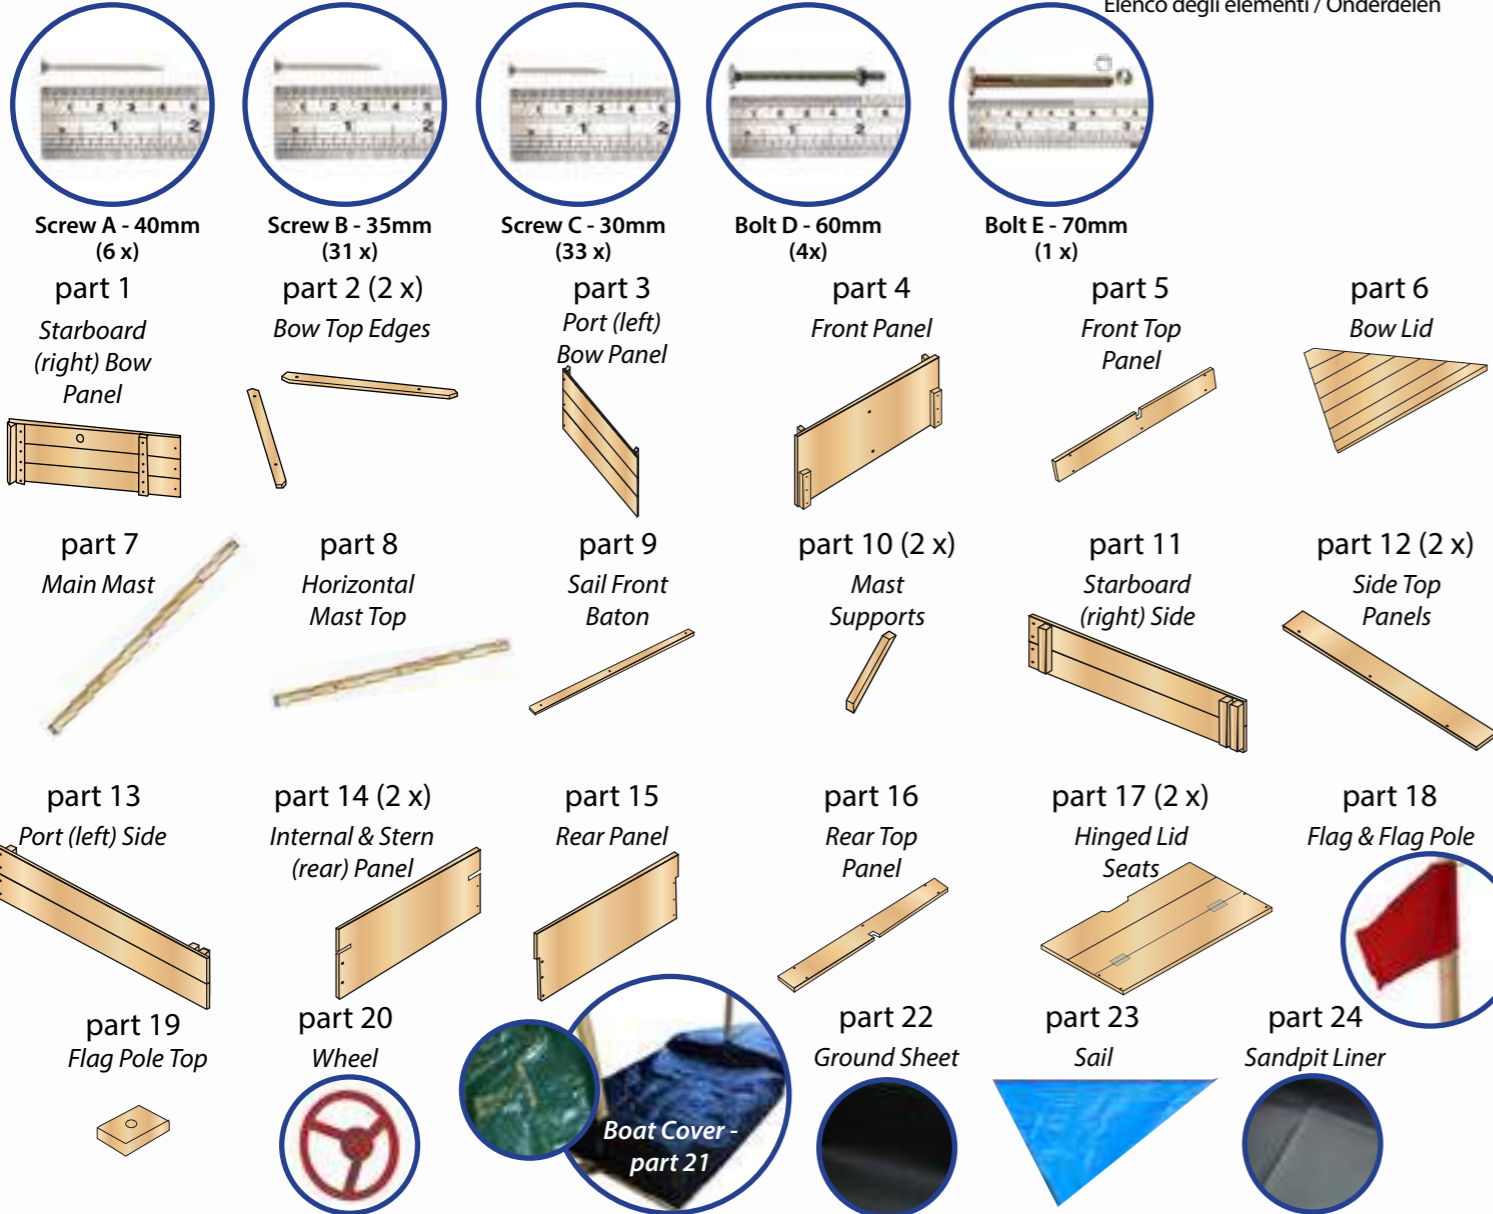 Elenco degli elementi / Onderdelen
Screw A - 40mm
(6 x)
Screw B - 35mm
(31 x)
Screw C - 30mm
(33 x)
Bolt D - 60mm
(4x)
Bolt E - 70mm
(1 x)
part 1
Starboard
(right) Bow
Panel
part 2 (2 x)
Bow Top Edges
part 3
Port (left)
Bow Panel
part 4
Front Panel
part 5
Front Top
Panel
part 6
Bow Lid
part 7
Main Mast
part 8
Horizontal
Mast Top
part 9
Sail Front
Baton
part 10 (2 x)
Mast
Supports
part 11
Starboard
(right) Side
part 12 (2 x)
Side Top
Panels
part 13
Port (left) Side
part 14 (2 x)
Internal & Stern
(rear) Panel
part 15
Rear Panel
part 16
Rear Top
Panel
part 17 (2 x)
Hinged Lid
Seats
part 18
Flag & Flag Pole
part 19
Flag Pole Top
part 20
Wheel
Boat Cover -
part 21
part 22
Ground Sheet
part 23
Sail
part 24
Sandpit Liner